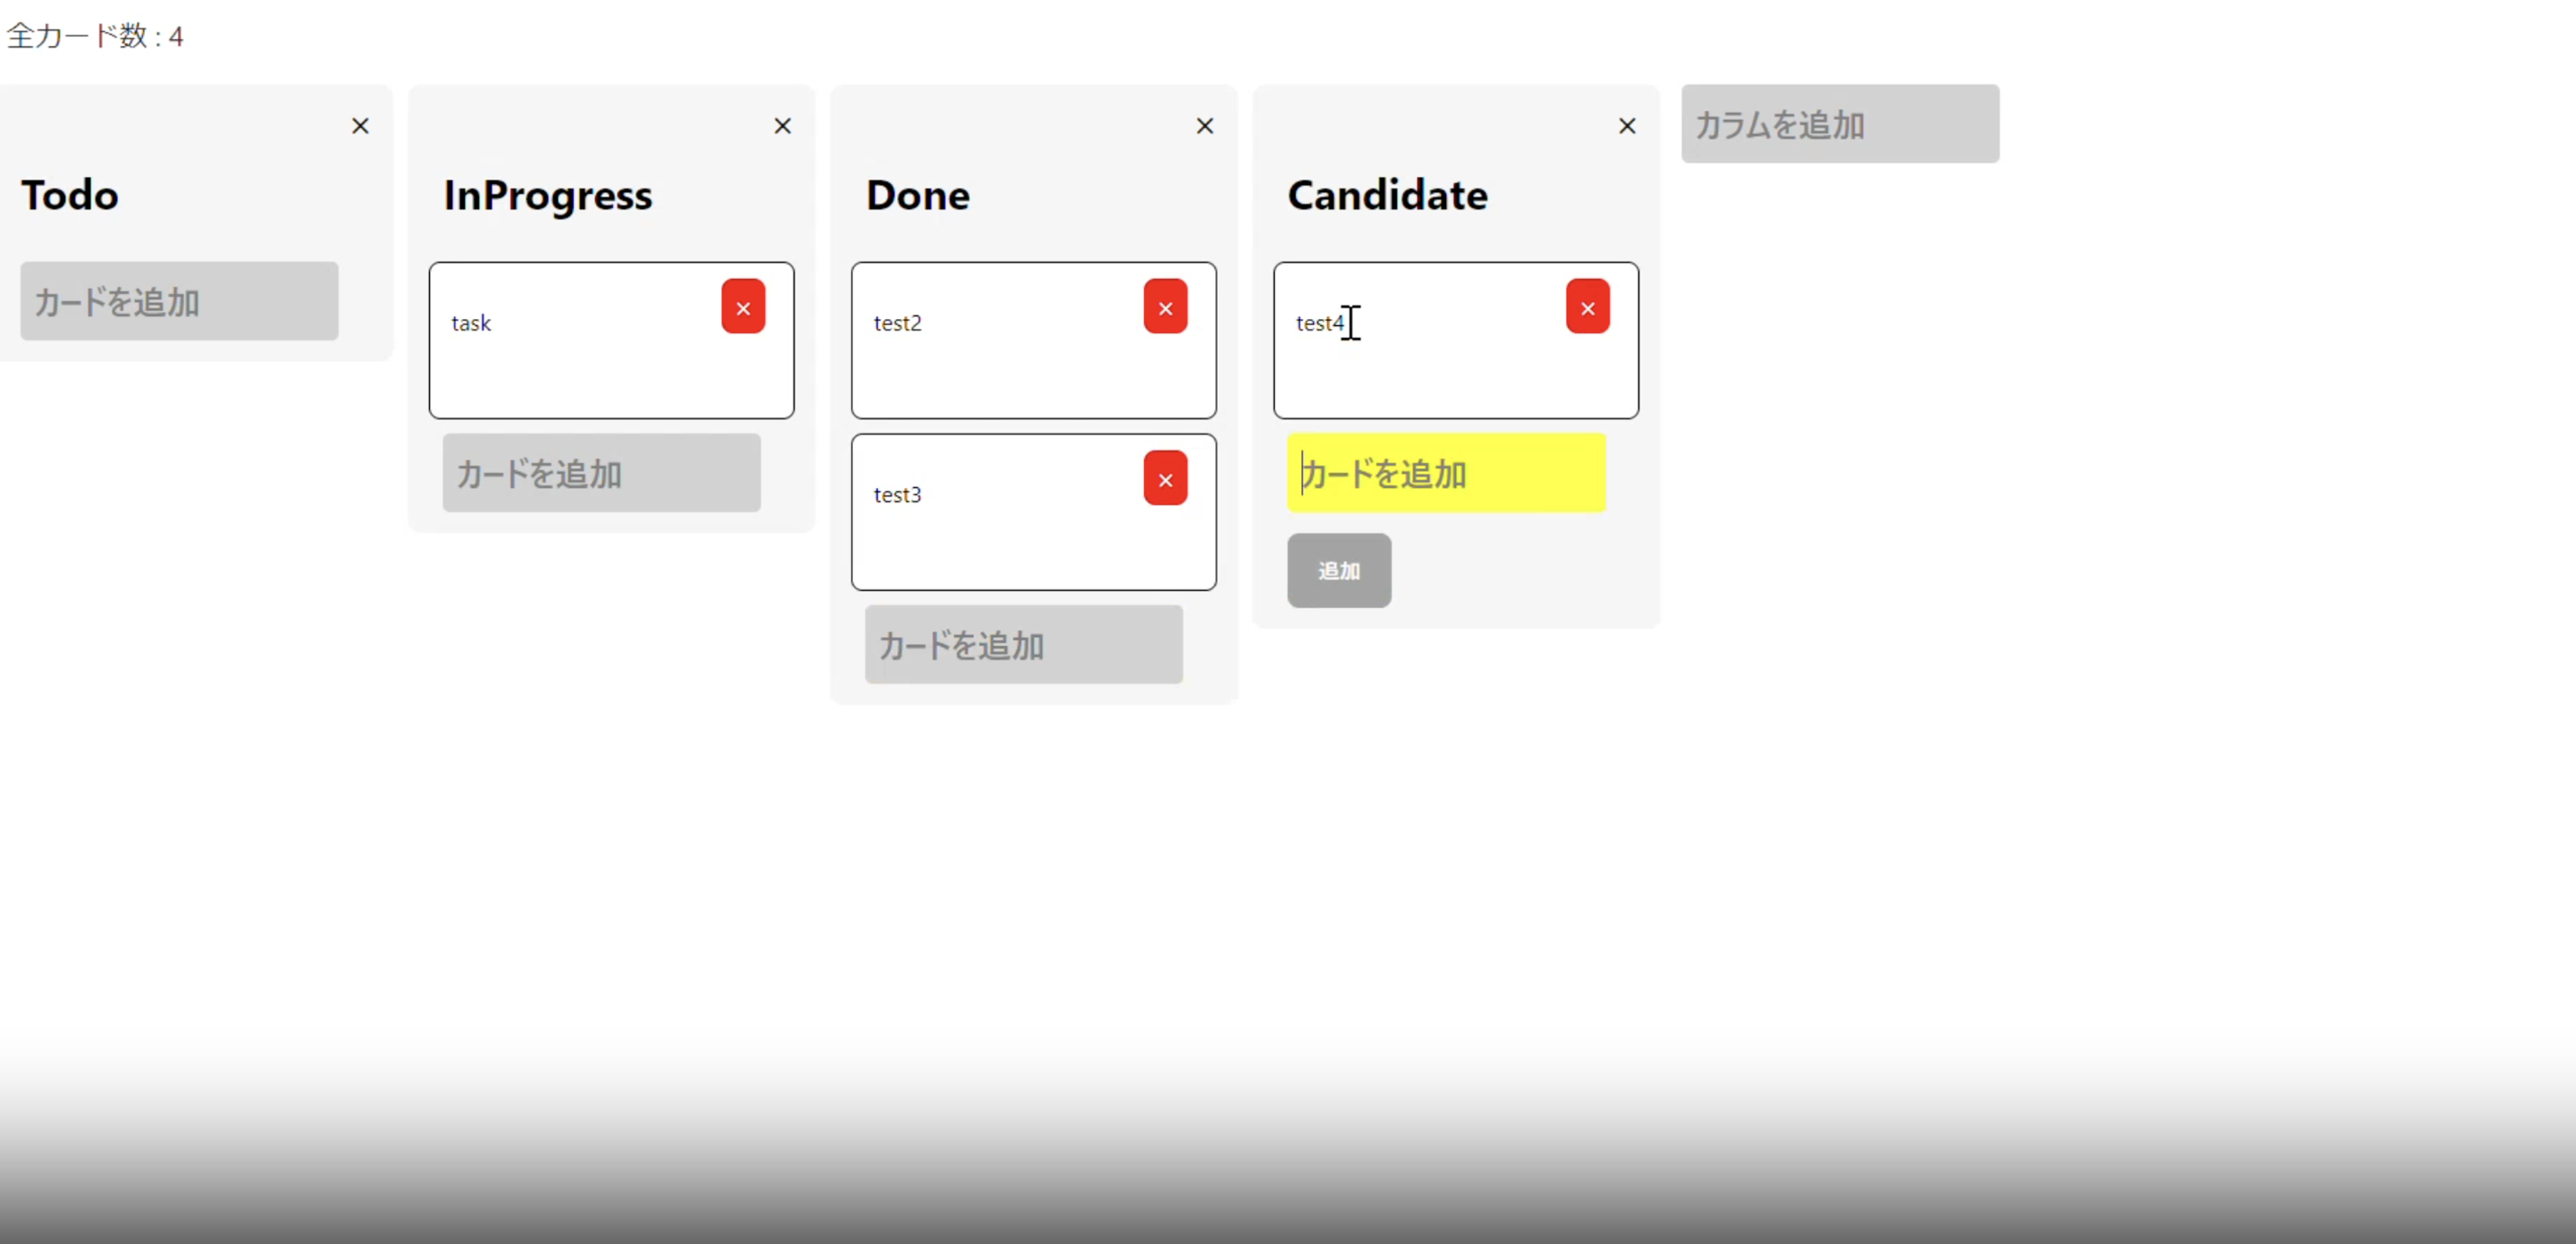 全カード数 : 4
×
Todo
カードを追加
×
InProgress
task
×
カードを追加
×
Done
test2
×
test3
×
カードを追加
×
Candidate
test4
×
カードを追加
追加
カラムを追加